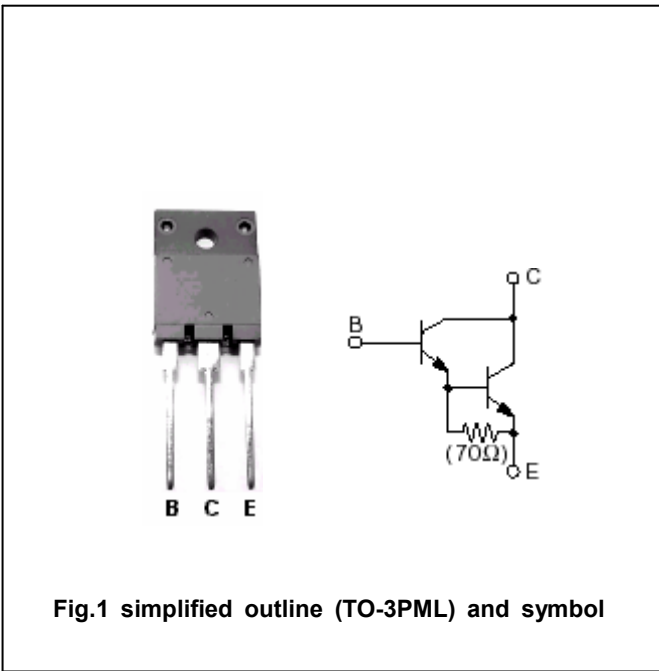 C
B
(70Ω)
E
B C E
Fig.1 simplified outline (TO-3PML) and symbol